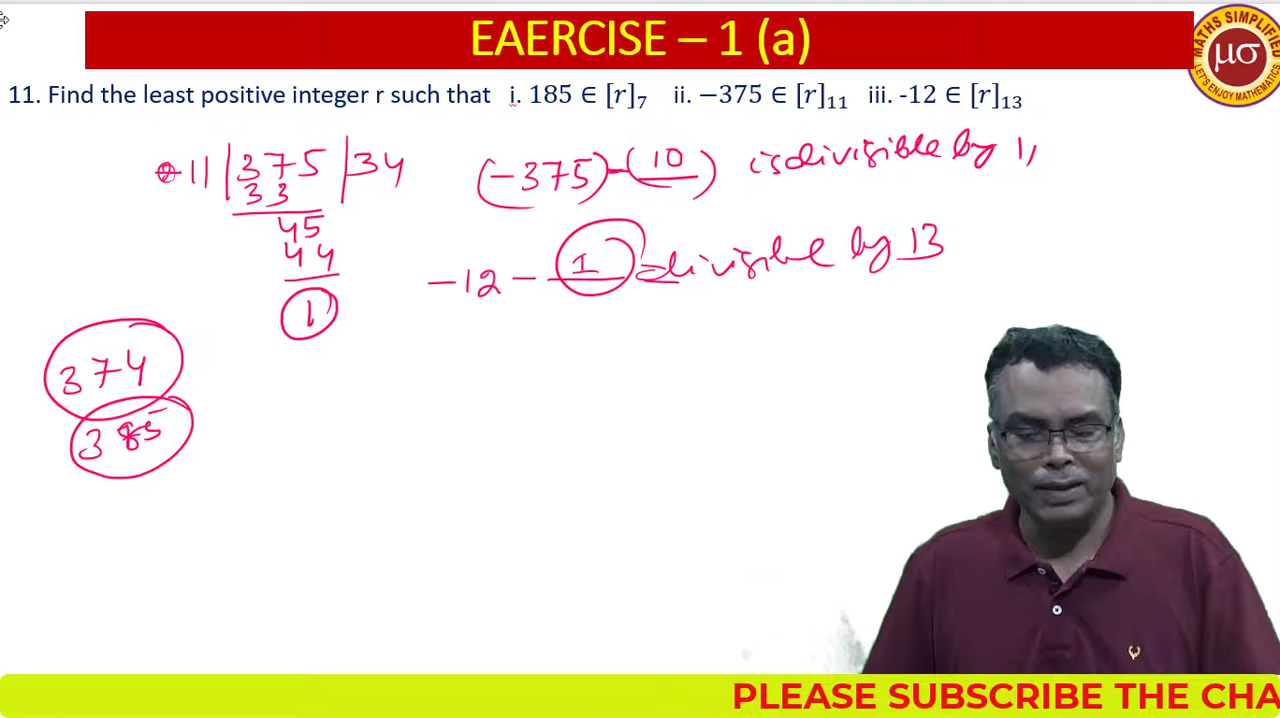 EAERCISE – 1 (a)
MATHS SIMPLIFIED
μσ
LET'S ENJOY MATHEMATICS
11. Find the least positive integer r such that i. 185 ∈ [r]₇ ii. −375 ∈ [r]₁₁ iii. -12 ∈ [r]₁₃
11 | 375 | 34
33
45
44
1
(−375) − (10) is divisible by 11
−12 − 1 divisible by 13
374
385
PLEASE SUBSCRIBE THE CHA